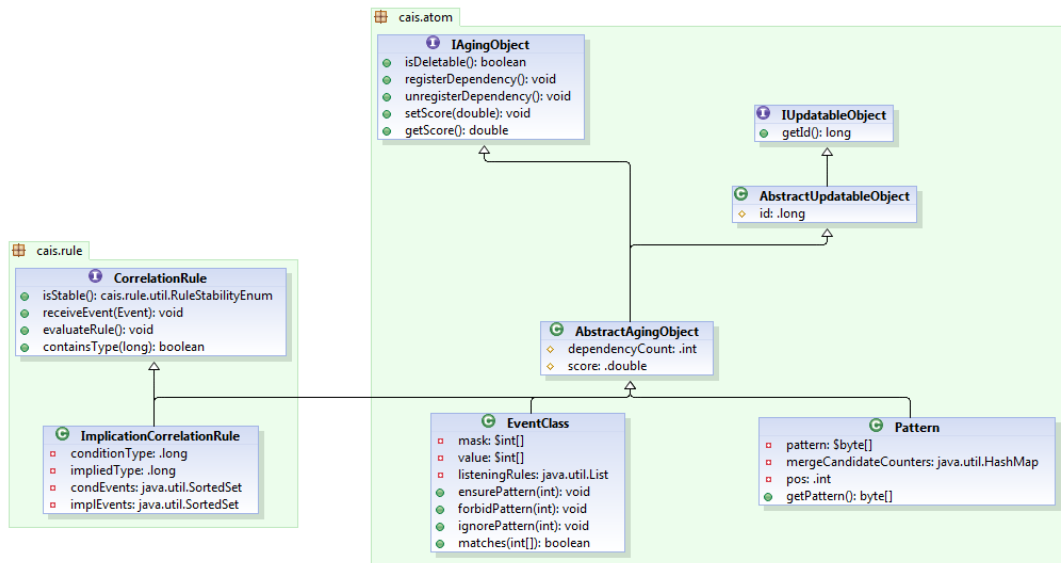 cais.atom
IAgingObject
isDeletable(): boolean
registerDependency(): void
unregisterDependency(): void
setScore(double): void
getScore(): double
IUpdatableObject
getId(): long
AbstractUpdatableObject
id: .long
cais.rule
CorrelationRule
isStable(): cais.rule.util.RuleStabilityEnum
receiveEvent(Event): void
evaluateRule(): void
containsType(long): boolean
AbstractAgingObject
dependencyCount: .int
score: .double
ImplicationCorrelationRule
conditionType: .long
impliedType: .long
condEvents: java.util.SortedSet
implEvents: java.util.SortedSet
EventClass
mask: $int[]
value: $int[]
listeningRules: java.util.List
ensurePattern(int): void
forbidPattern(int): void
ignorePattern(int): void
matches(int[]): boolean
Pattern
pattern: $byte[]
mergeCandidateCounters: java.util.HashMap
pos: .int
getPattern(): byte[]